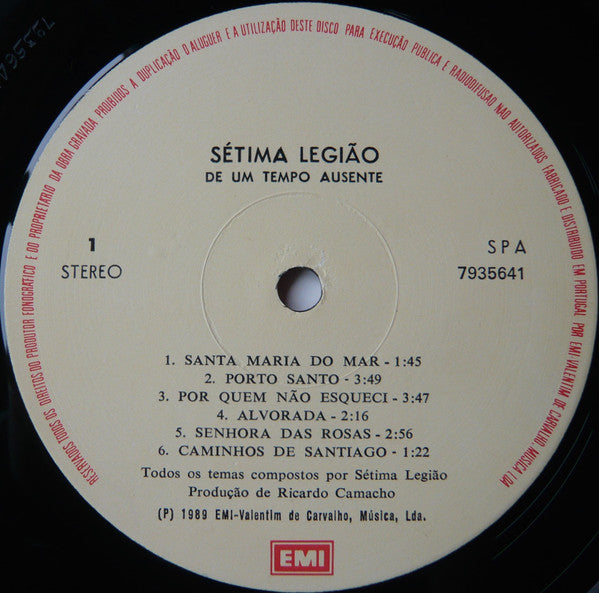 RESERVADOS TODOS OS DIREITOS DO PRODUTOR FONOGRÁFICO E DO PROPRIETÁRIO DA OBRA GRAVADA PROIBIDOS A DUPLICAÇÃO O ALUGUER E A UTILIZAÇÃO DESTE DISCO PARA EXECUÇÃO PUBLICA E RADIODIFUSÃO NÃO AUTORIZADOS FABRICADO E DISTRIBUIDO EM PORTUGAL POR EMI VALENTIM DE CARVALHO, MÚSICA, LDA
SÉTIMA LEGIÃO
DE UM TEMPO AUSENTE
1
STEREO
SPA
7935641
1. SANTA MARIA DO MAR - 1:45
2. PORTO SANTO - 3:49
3. POR QUEM NÃO ESQUECI - 3:47
4. ALVORADA - 2:16
5. SENHORA DAS ROSAS - 2:56
6. CAMINHOS DE SANTIAGO - 1:22
Todos os temas compostos por Sétima Legião
Produção de Ricardo Camacho
(P) 1989 EMI-Valentim de Carvalho, Música, Lda.
EMI